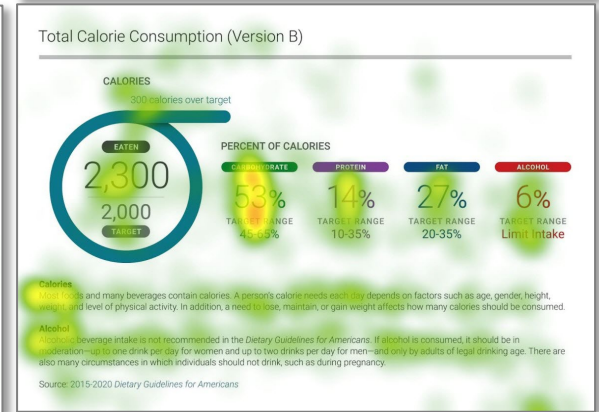 Total Calorie Consumption (Version B)
CALORIES
300 calories over target
EATEN
2,300
2,000
TARGET
PERCENT OF CALORIES
CARBOHYDRATE PROTEIN FAT ALCOHOL
53% 14% 27% 6%
TARGET RANGE TARGET RANGE TARGET RANGE TARGET RANGE
45-65% 10-35% 20-35% Limit Intake
Calories
Most foods and many beverages contain calories. A person's calorie needs each day depends on factors such as age, gender, height,
weight, and level of physical activity. In addition, a need to lose, maintain, or gain weight affects how many calories should be consumed.
Alcohol
Alcoholic beverage intake is not recommended in the Dietary Guidelines for Americans. If alcohol is consumed, it should be in
moderation—up to one drink per day for women and up to two drinks per day for men—and only by adults of legal drinking age. There are
also many circumstances in which individuals should not drink, such as during pregnancy.
Source: 2015-2020 Dietary Guidelines for Americans